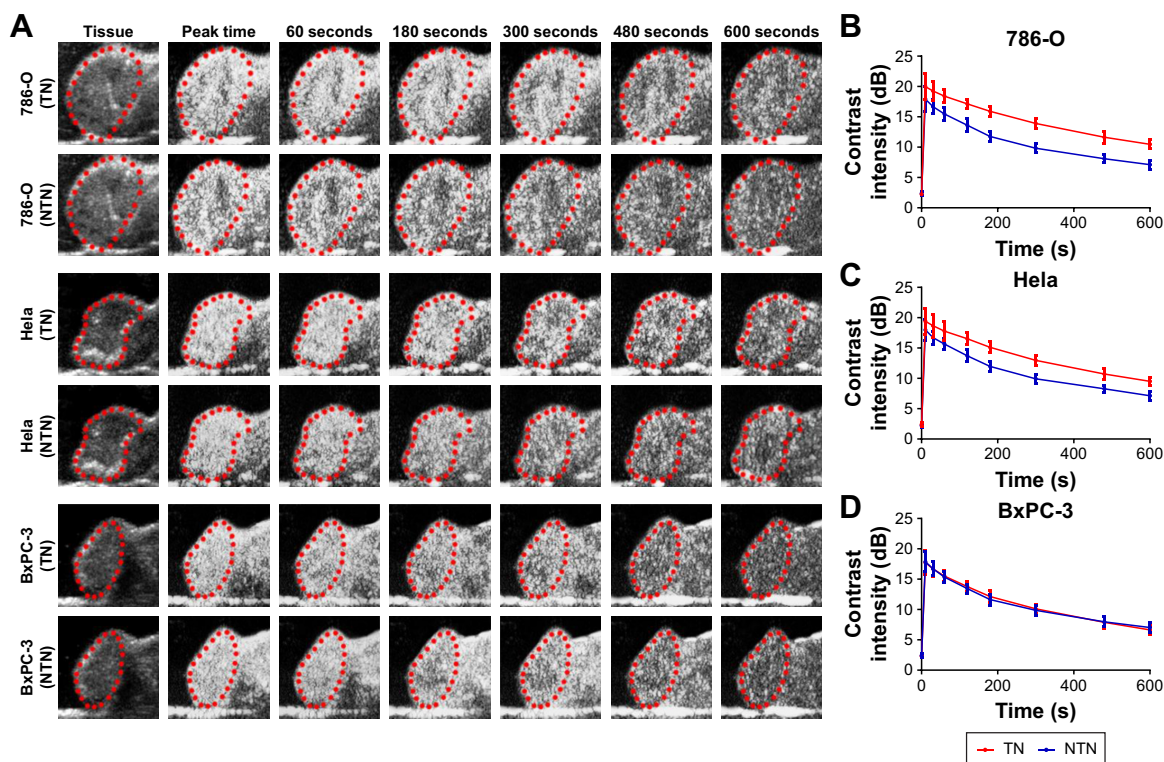 A
Tissue Peak time 60 seconds 180 seconds 300 seconds 480 seconds 600 seconds
786-O
(TN)
786-O
(NTN)
Hela
(TN)
Hela
(NTN)
BxPC-3
(TN)
BxPC-3
(NTN)
B
786-O
Contrast
intensity (dB)
25
20
15
10
5
0
0 200 400 600
Time (s)
C
Hela
Contrast
intensity (dB)
25
20
15
10
5
0
0 200 400 600
Time (s)
D
BxPC-3
Contrast
intensity (dB)
25
20
15
10
5
0
0 200 400 600
Time (s)
TN NTN